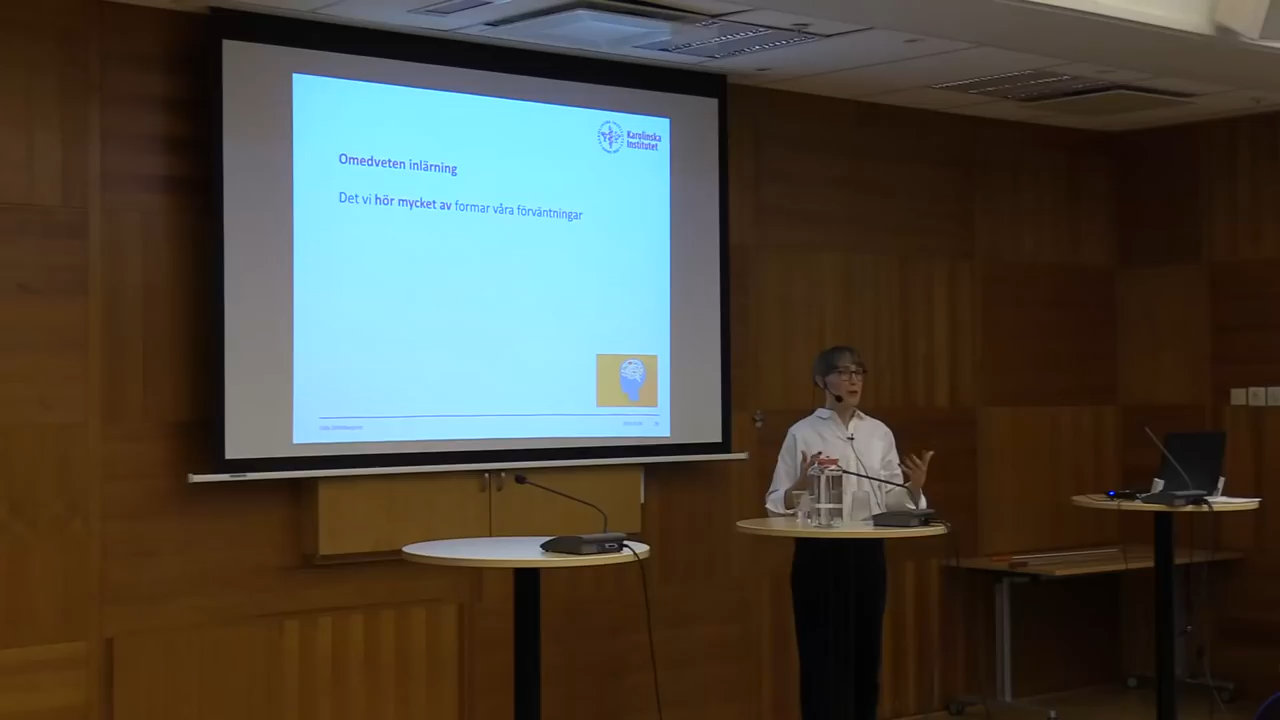 Karolinska
Institutet
Omedveten inlärning
Det vi hör mycket av formar våra förväntningar